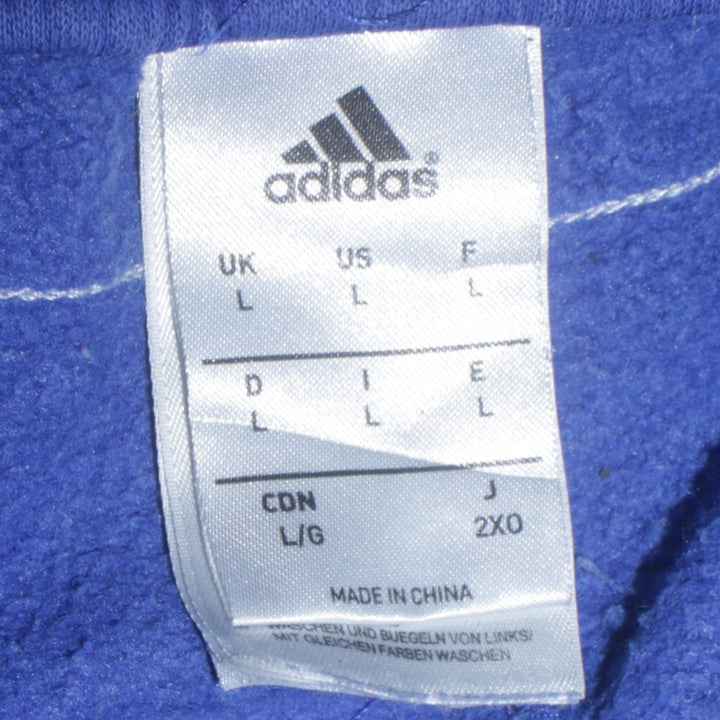 adidas®
UK US F
L L L
D I E
L L L
CDN J
L/G 2XO
MADE IN CHINA
WASCHEN UND BUEGELN VON LINKS/
MIT GLEICHEN FARBEN WASCHEN